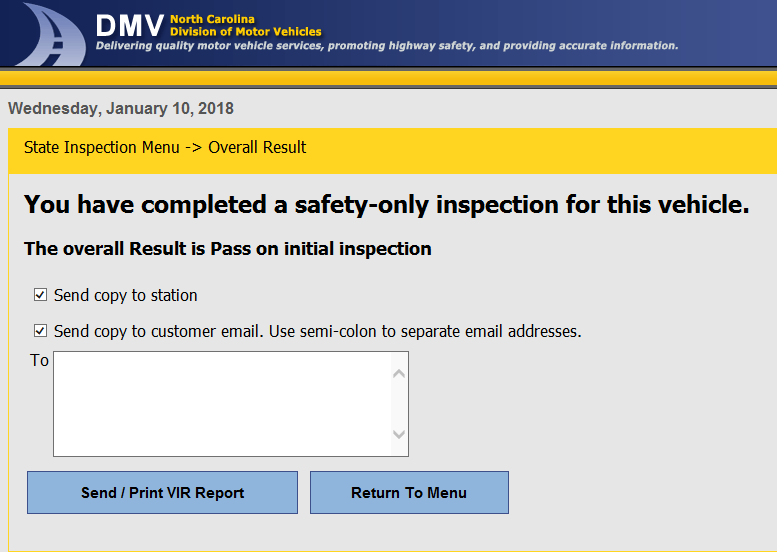 DMV North Carolina
Division of Motor Vehicles
Delivering quality motor vehicle services, promoting highway safety, and providing accurate information.
Wednesday, January 10, 2018
State Inspection Menu -> Overall Result
You have completed a safety-only inspection for this vehicle.
The overall Result is Pass on initial inspection
Send copy to station
Send copy to customer email. Use semi-colon to separate email addresses.
To
Send / Print VIR Report Return To Menu